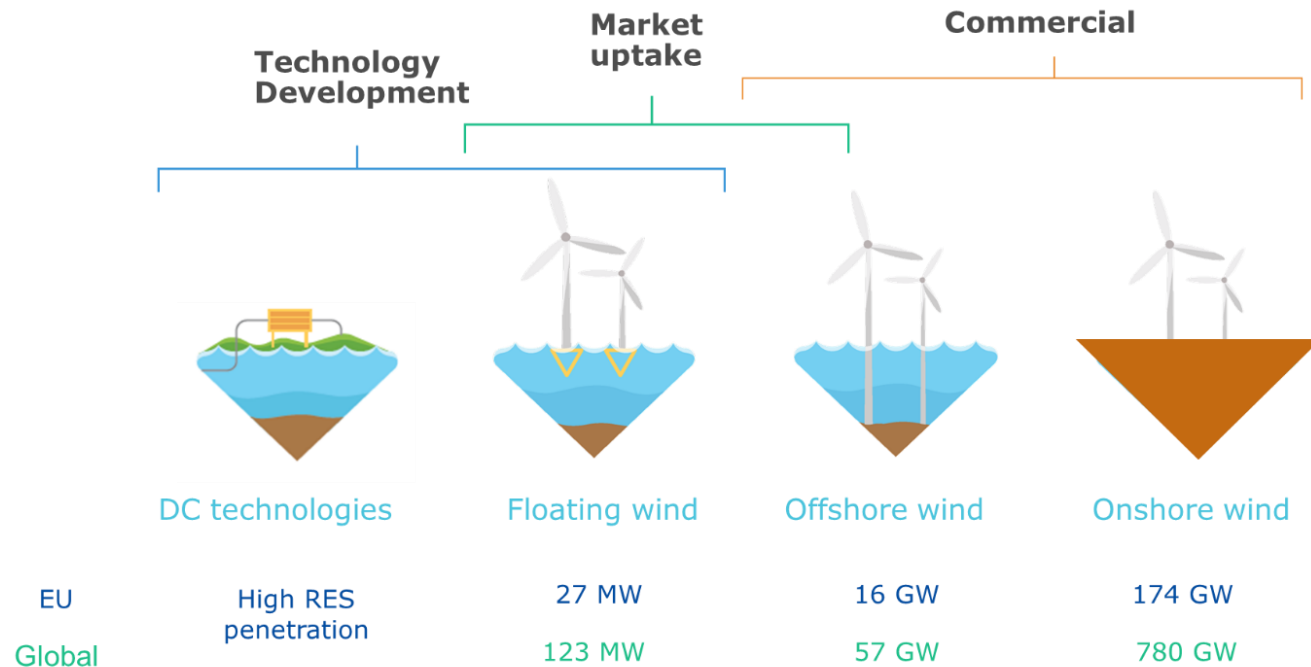 Technology
Development
Market
uptake
Commercial
DC technologies
Floating wind
Offshore wind
Onshore wind
EU
High RES
penetration
27 MW
16 GW
174 GW
Global
123 MW
57 GW
780 GW